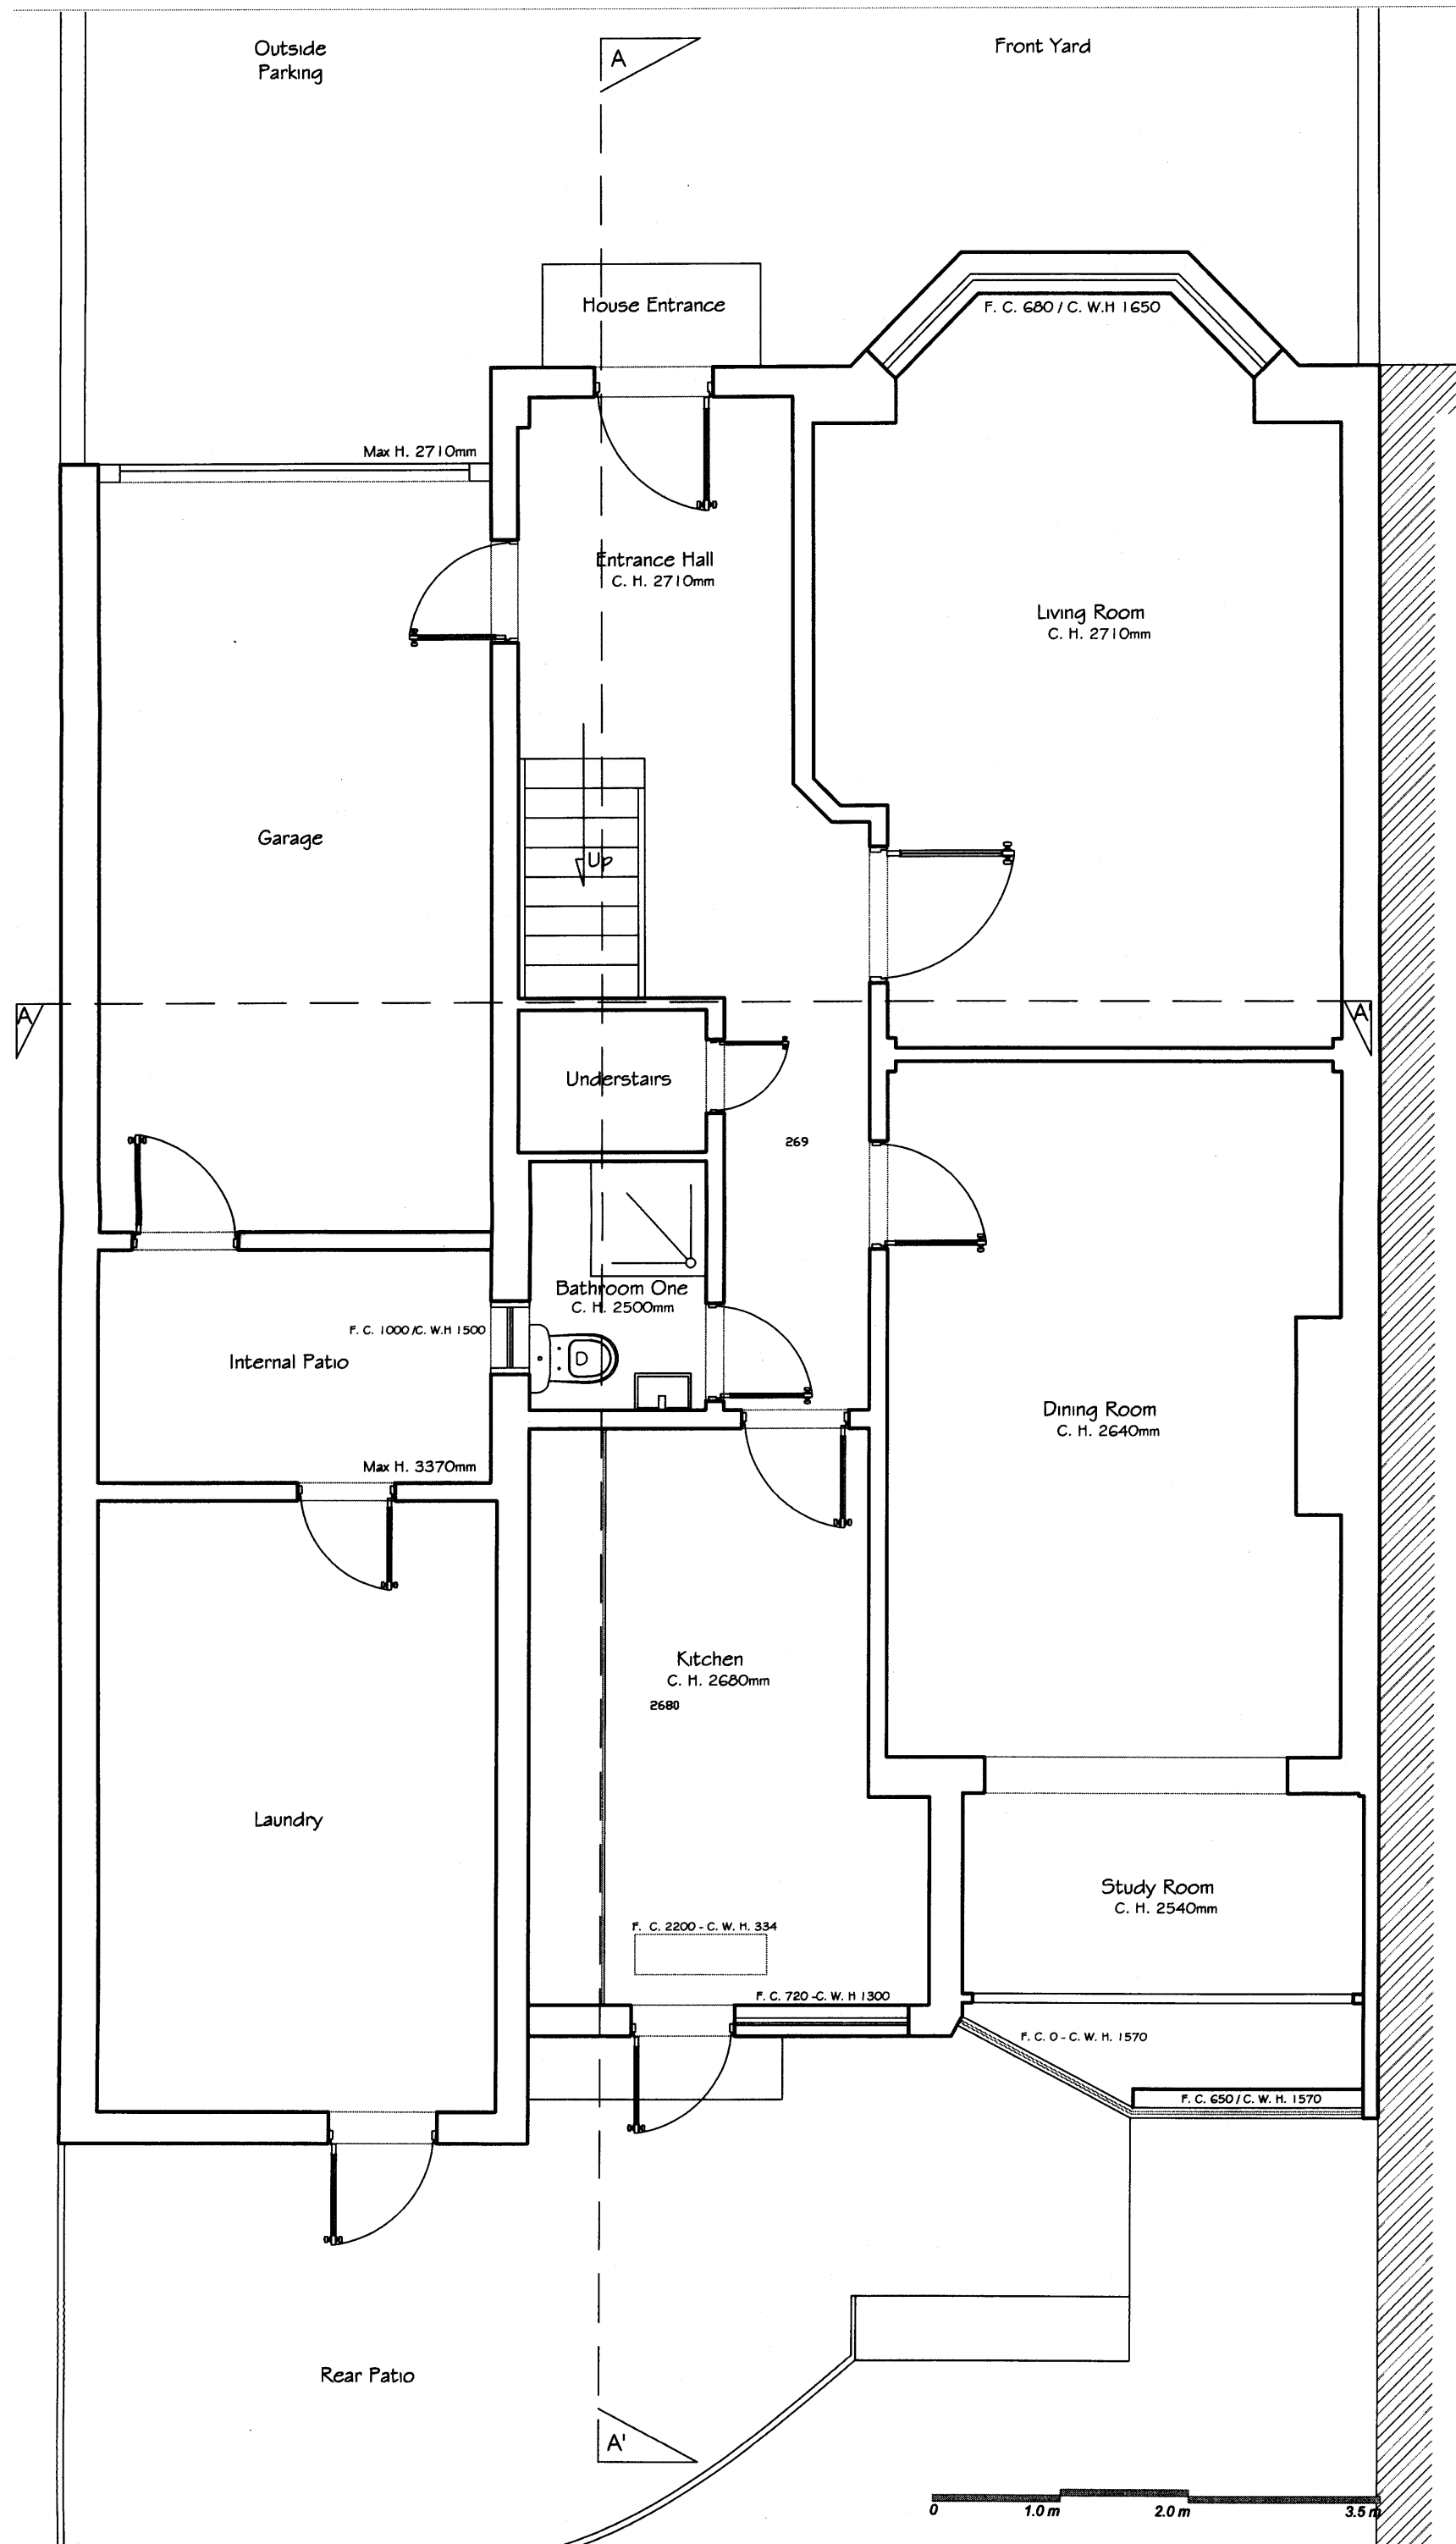 Outside
Parking
A
Front Yard
House Entrance
F. C. 680 / C. W.H 1650
Max H. 2710mm
Entrance Hall
C. H. 2710mm
Living Room
C. H. 2710mm
Garage
Up
A
A'
Understairs
269
Bathroom One
C. H. 2500mm
F. C. 1000 /C. W.H 1500
Internal Patio
D
Dining Room
C. H. 2640mm
Max H. 3370mm
Kitchen
C. H. 2680mm
2680
Laundry
Study Room
C. H. 2540mm
F. C. 2200 - C. W. H. 334
F. C. 720 -C. W. H 1300
F. C. 0 - C. W. H. 1570
F. C. 650 / C. W. H. 1570
Rear Patio
A'
0 1.0 m 2.0 m 3.5 m